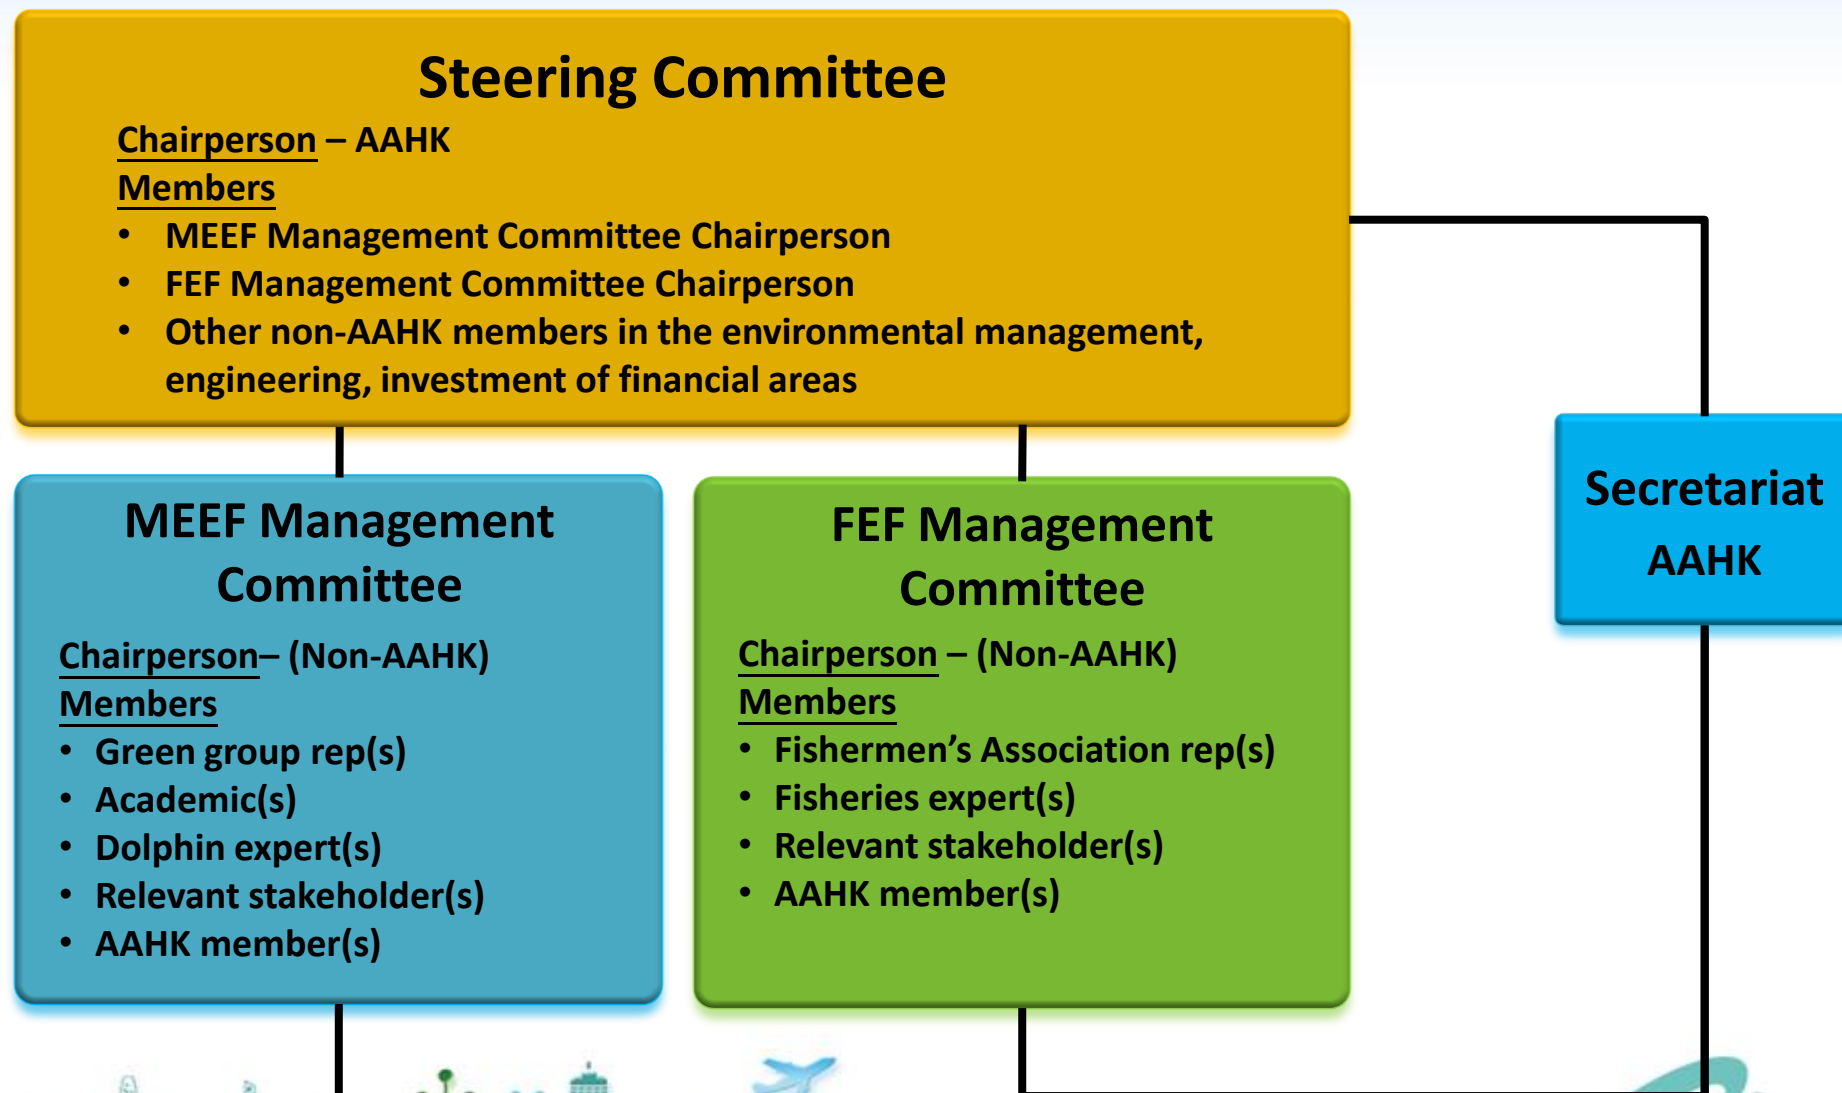 Steering Committee
Chairperson – AAHK
Members
• MEEF Management Committee Chairperson
• FEF Management Committee Chairperson
• Other non-AAHK members in the environmental management,
engineering, investment of financial areas
MEEF Management
Committee
Chairperson– (Non-AAHK)
Members
• Green group rep(s)
• Academic(s)
• Dolphin expert(s)
• Relevant stakeholder(s)
• AAHK member(s)
FEF Management
Committee
Chairperson – (Non-AAHK)
Members
• Fishermen’s Association rep(s)
• Fisheries expert(s)
• Relevant stakeholder(s)
• AAHK member(s)
Secretariat
AAHK